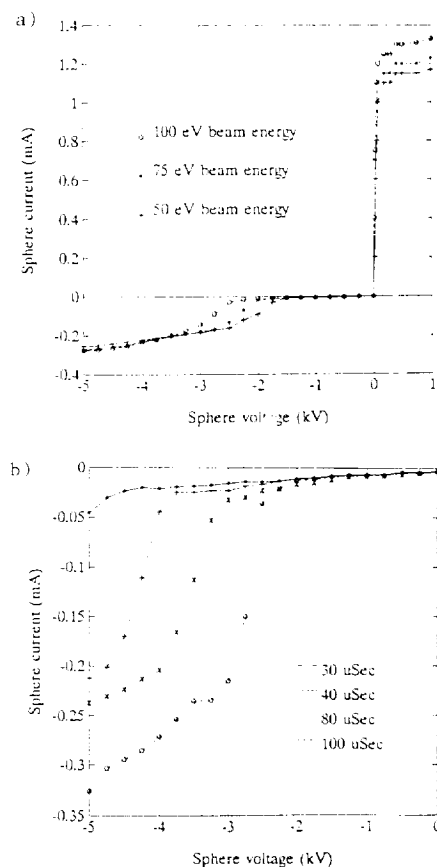 a)
1.4
1.2
1
0.8
0.6
0.4
0.2
0
-0.2
-0.4
Sphere current (mA)
100 eV beam energy
75 eV beam energy
50 eV beam energy
-5
-4
-3
-2
-1
0
1
Sphere voltage (kV)
b)
0
-0.05
-0.1
-0.15
-0.2
-0.25
-0.3
-0.35
Sphere current (mA)
30 uSec
40 uSec
80 uSec
100 uSec
-5
-4
-3
-2
-1
0
Sphere voltage (kV)